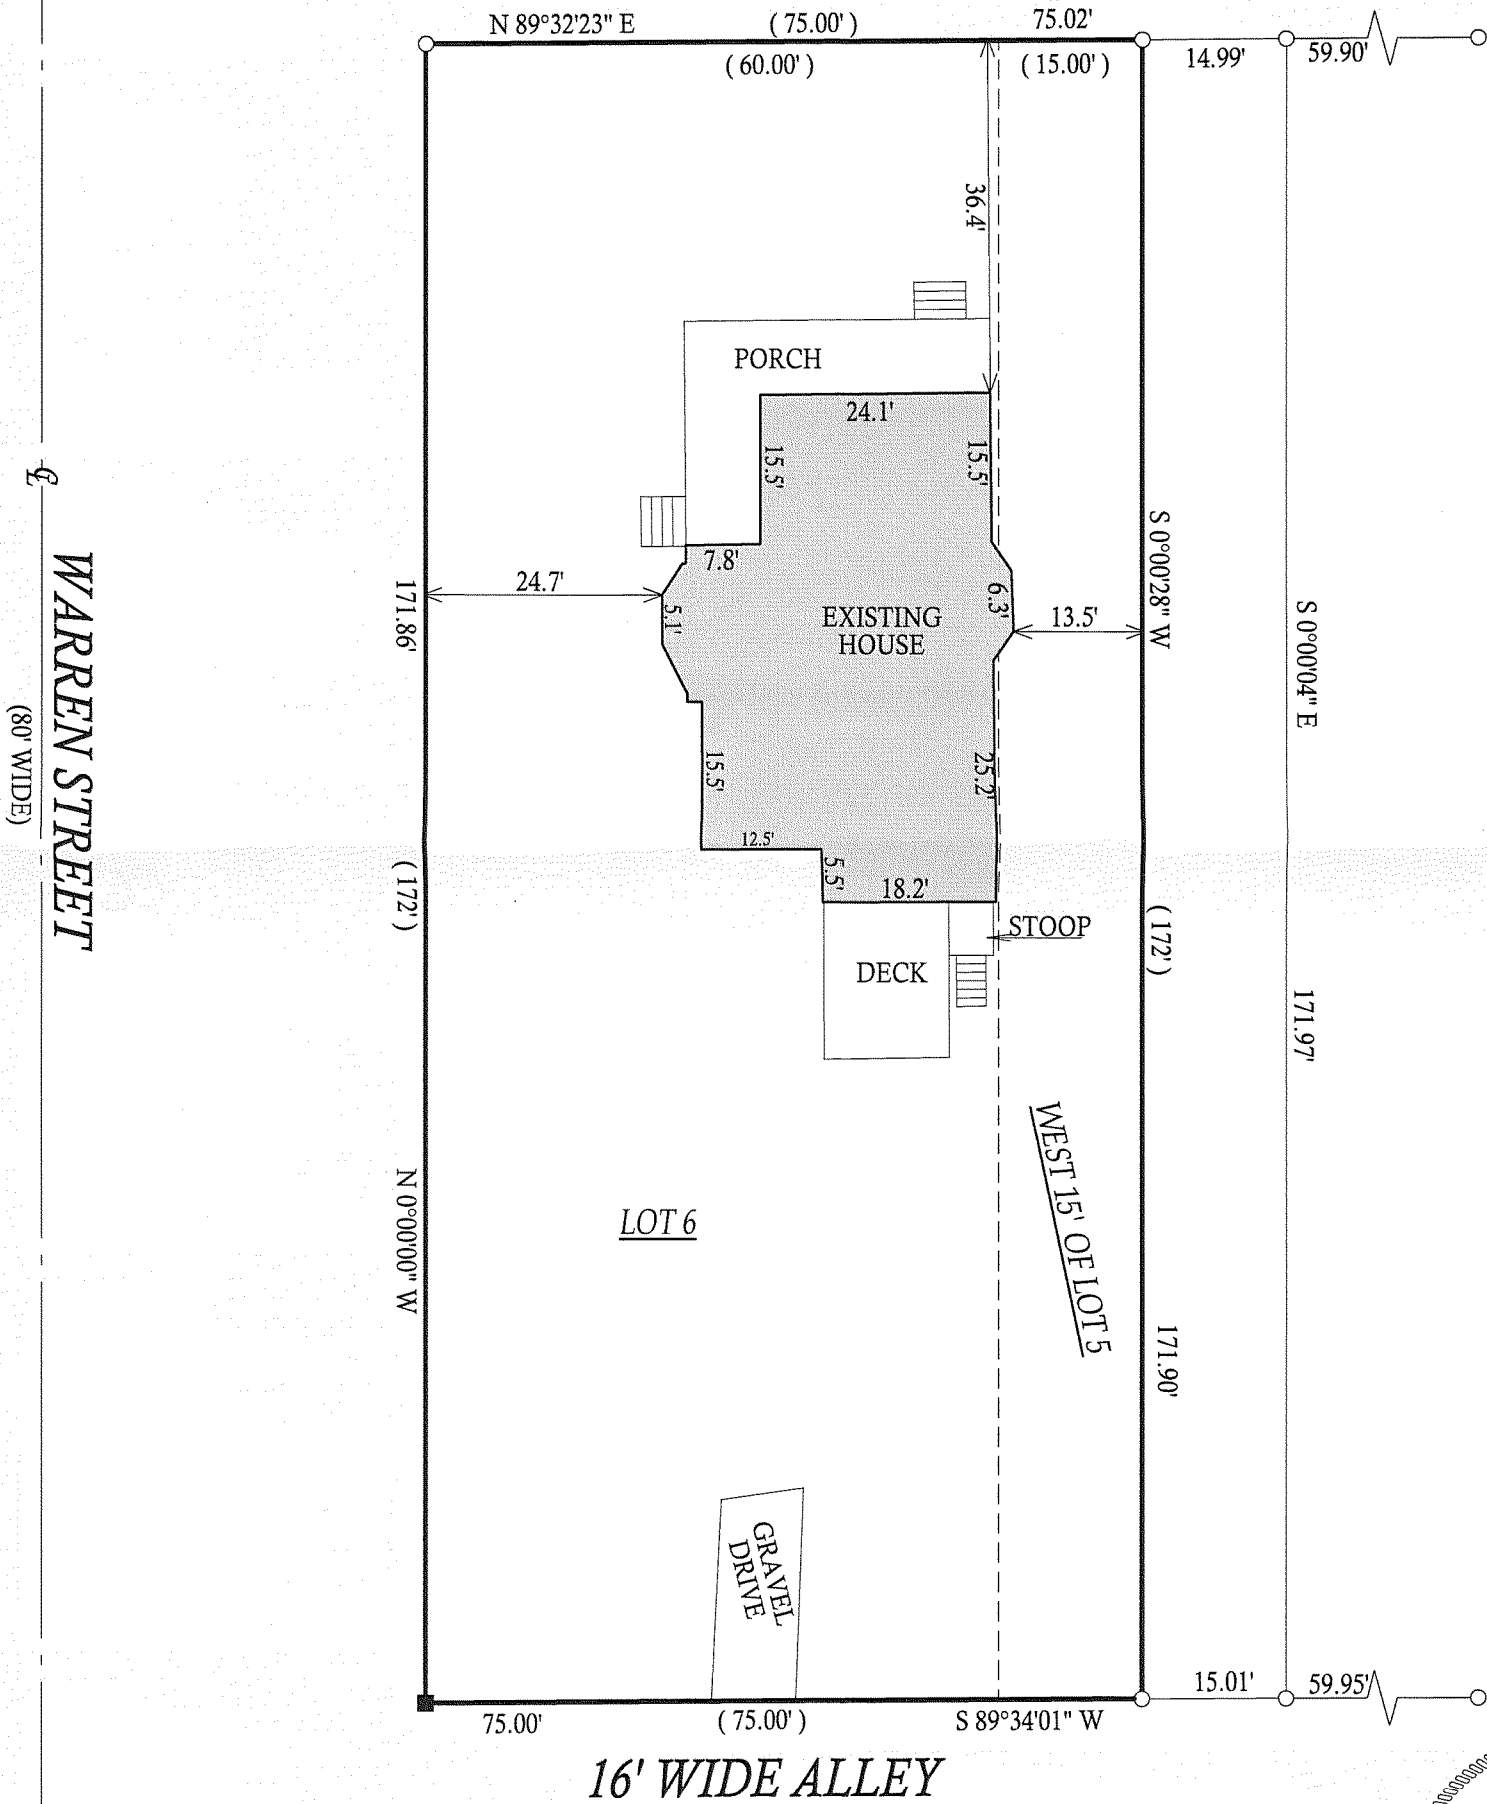 N 89°32'23" E
( 75.00' )
75.02'
( 60.00' )
( 15.00' )
14.99'
59.90'
36.4'
PORCH
24.1'
15.5'
15.5'
7.8'
24.7'
5.1'
6.3'
13.5'
EXISTING
HOUSE
171.86'
S 0°00'28" W
S 0°00'04" E
℄
WARREN STREET
(80' WIDE)
15.5'
25.2'
12.5'
5.5'
18.2'
( 172' )
( 172' )
STOOP
DECK
171.97'
WEST 15' OF LOT 5
LOT 6
N 0°00'00" W
171.90'
GRAVEL
DRIVE
15.01'
59.95'
75.00'
( 75.00' )
S 89°34'01" W
16' WIDE ALLEY